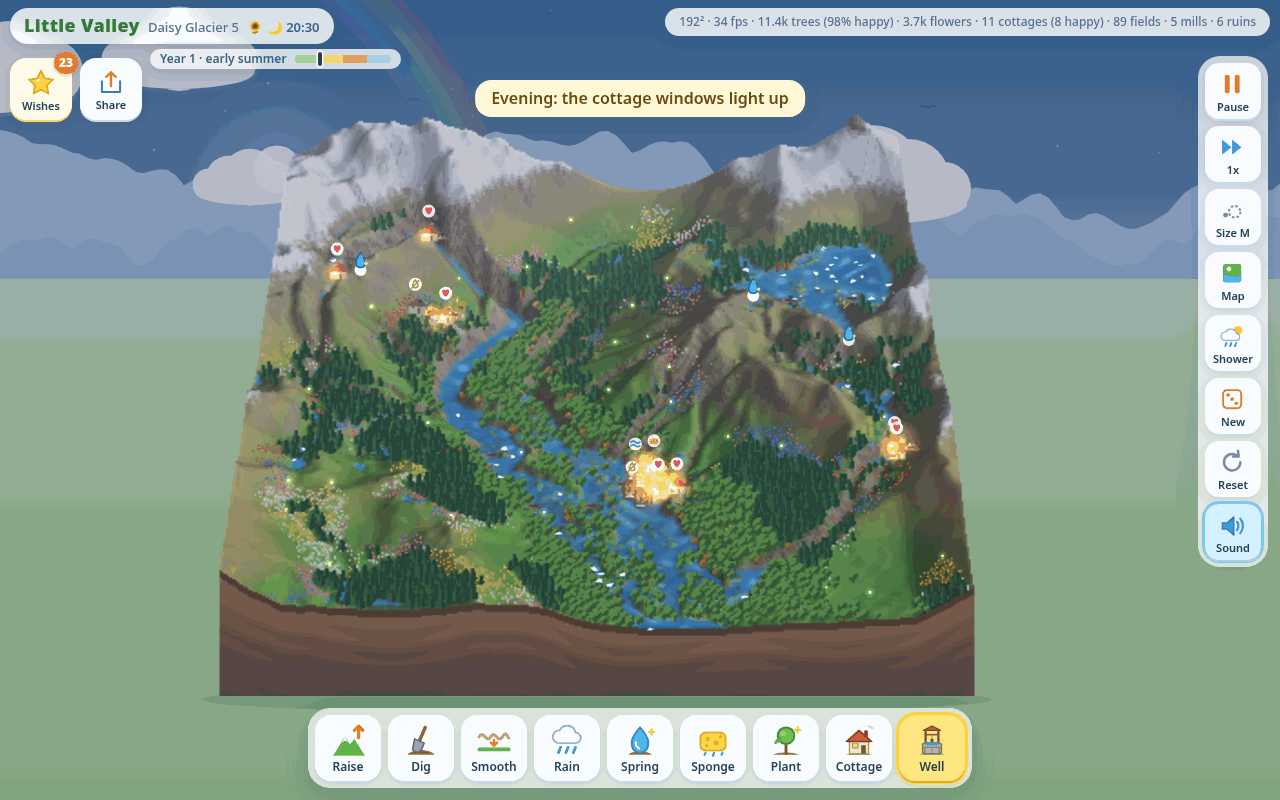 Little Valley Daisy Glacier 5 20:30
192² · 34 fps · 11.4k trees (98% happy) · 3.7k flowers · 11 cottages (8 happy) · 89 fields · 5 mills · 6 ruins
Year 1 · early summer
23
Wishes
Share
Evening: the cottage windows light up
Pause
1x
Size M
Map
Shower
New
Reset
Sound
Raise
Dig
Smooth
Rain
Spring
Sponge
Plant
Cottage
Well